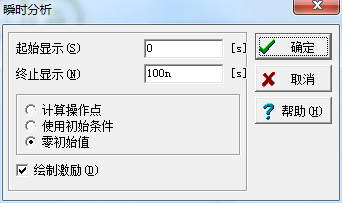 瞬时分析
起始显示(S) 0 [s]
终止显示(N) 100n [s]
计算操作点
使用初始条件
零初始值
绘制激励(D)
确定
取消
帮助(H)